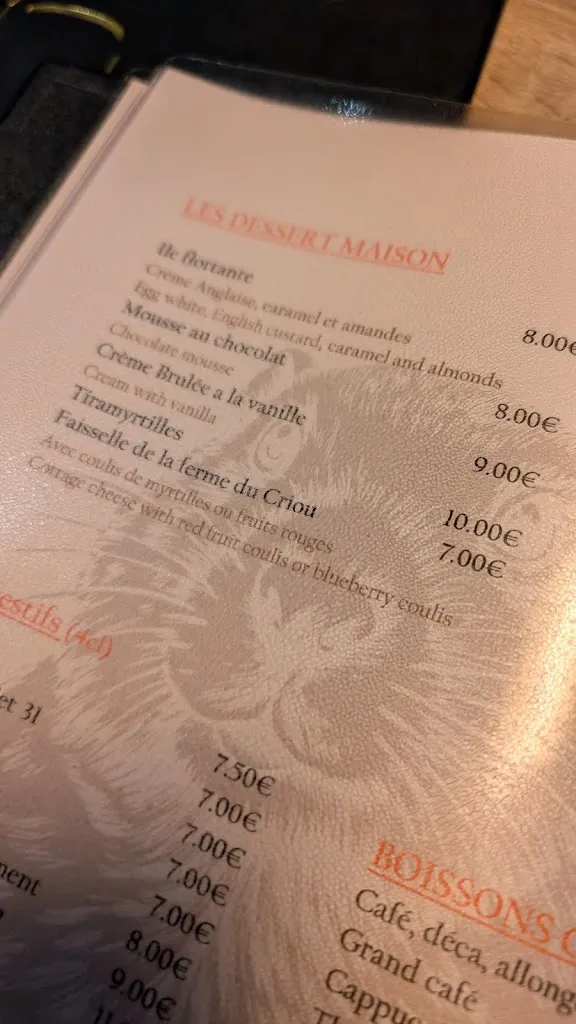 LES DESSERT MAISON
Ile flottante 8.00€
Crème Anglaise, caramel et amandes
Egg white, English custard, caramel and almonds
Mousse au chocolat 8.00€
Chocolate mousse
Crème Brulée a la vanille 9.00€
Cream with vanilla
Tiramyrtilles 10.00€
Faisselle de la ferme du Criou 7.00€
Avec coulis de myrtilles ou fruits rouges
Cottage cheese with red fruit coulis or blueberry coulis
estifs (4cl)
et 31
7.50€
7.00€
7.00€
7.00€
ment 7.00€
8.00€
9.00€
BOISSONS
Café, déca, allong
Grand café
Cappuc